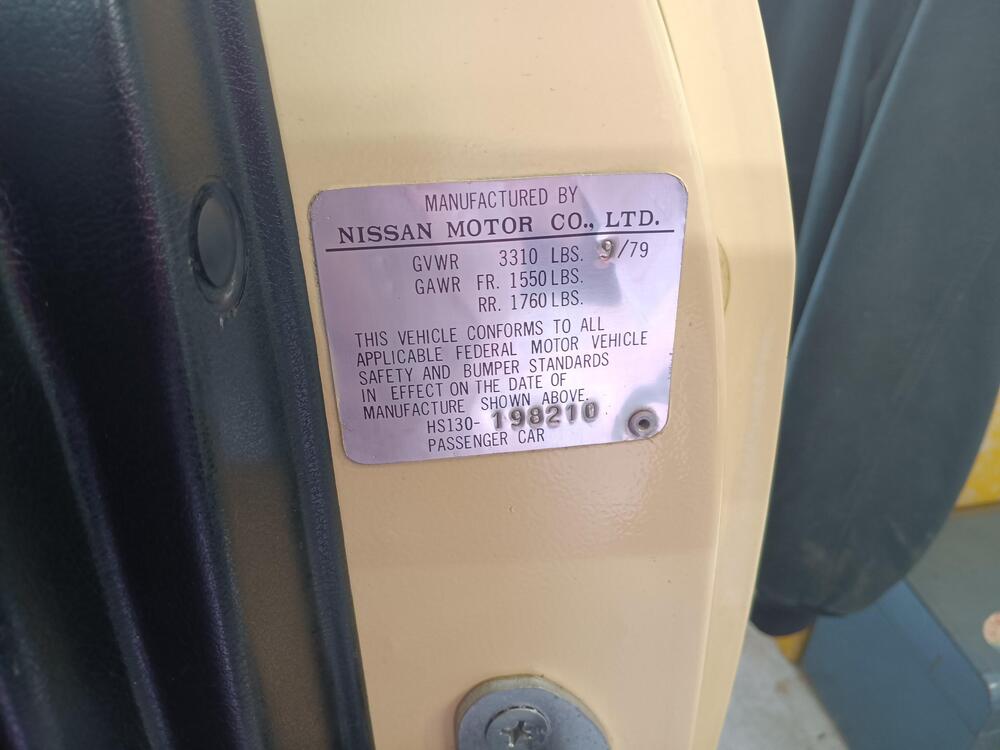 MANUFACTURED BY
NISSAN MOTOR CO., LTD.
GVWR 3310 LBS. 9/79
GAWR FR. 1550 LBS.
RR. 1760 LBS.
THIS VEHICLE CONFORMS TO ALL
APPLICABLE FEDERAL MOTOR VEHICLE
SAFETY AND BUMPER STANDARDS
IN EFFECT ON THE DATE OF
MANUFACTURE SHOWN ABOVE.
HS130-198210
PASSENGER CAR